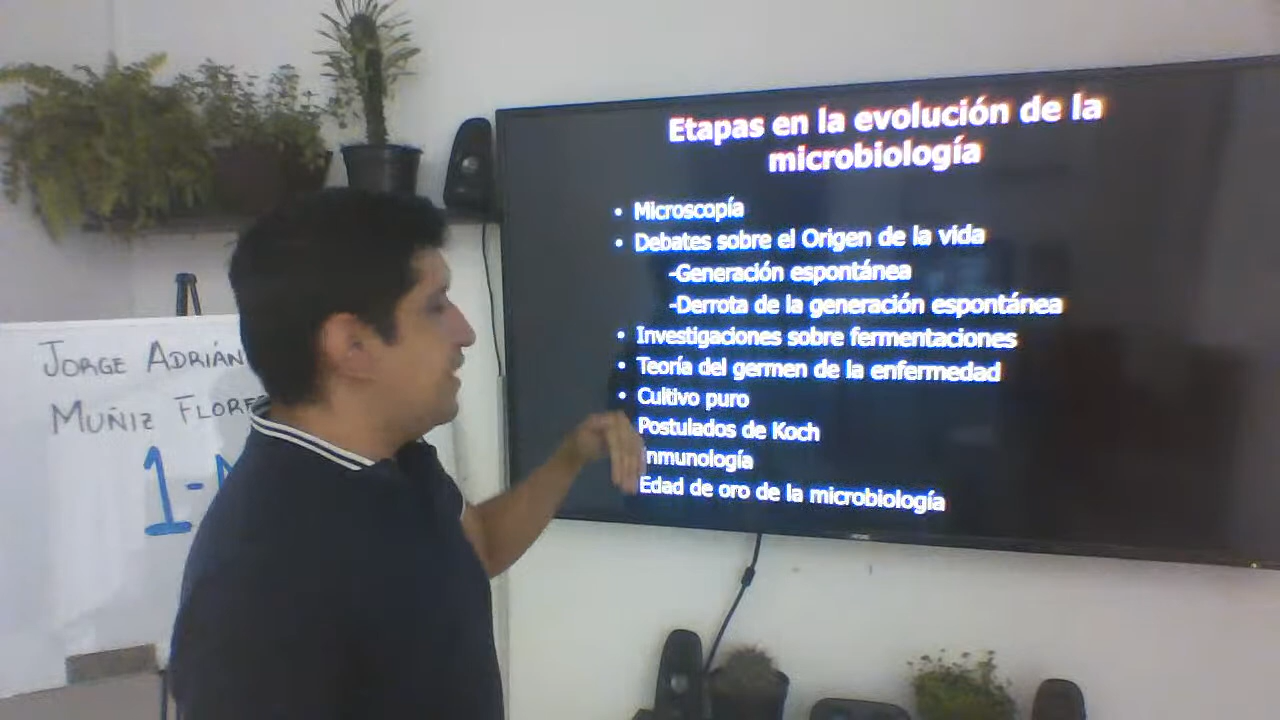 Etapas en la evolución de la
microbiología
• Microscopía
• Debates sobre el Origen de la vida
-Generación espontánea
-Derrota de la generación espontánea
• Investigaciones sobre fermentaciones
• Teoría del germen de la enfermedad
• Cultivo puro
Postulados de Koch
nmunología
Edad de oro de la microbiología
JORGE ADRIÁN
MUÑIZ FLORE
1-